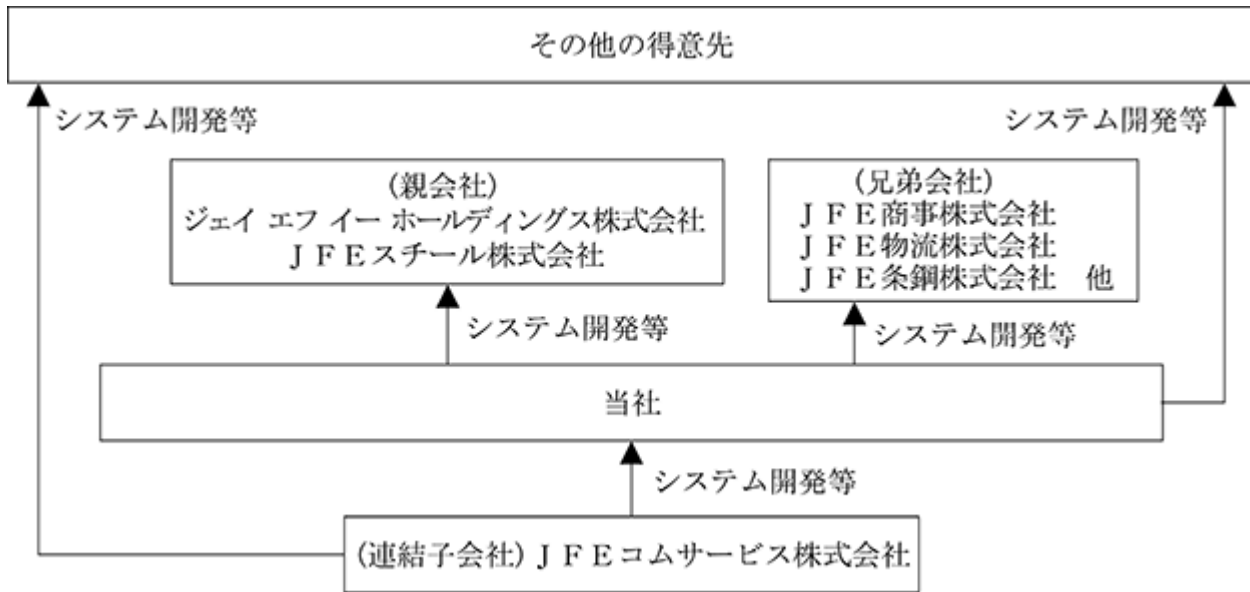 その他の得意先
システム開発等
システム開発等
(親会社)
ジェイ エフ イー ホールディングス株式会社
ＪＦＥスチール株式会社
(兄弟会社)
ＪＦＥ商事株式会社
ＪＦＥ物流株式会社
ＪＦＥ条鋼株式会社　他
システム開発等
システム開発等
当社
システム開発等
(連結子会社)ＪＦＥコムサービス株式会社